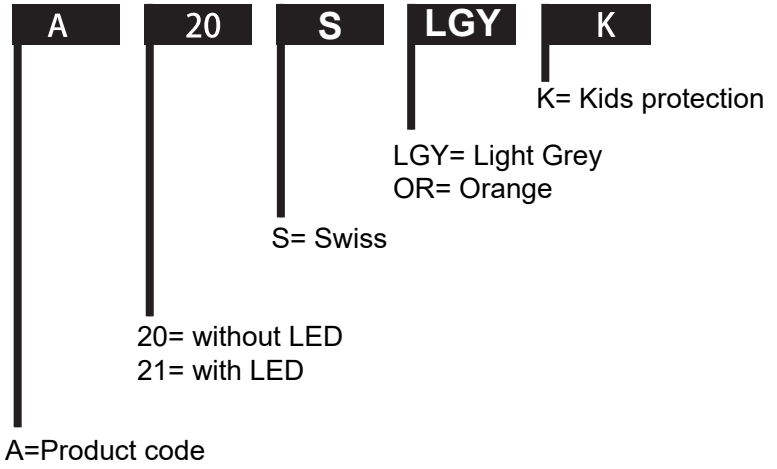 A 20 S LGY K
K= Kids protection
LGY= Light Grey
OR= Orange
S= Swiss
20= without LED
21= with LED
A=Product code